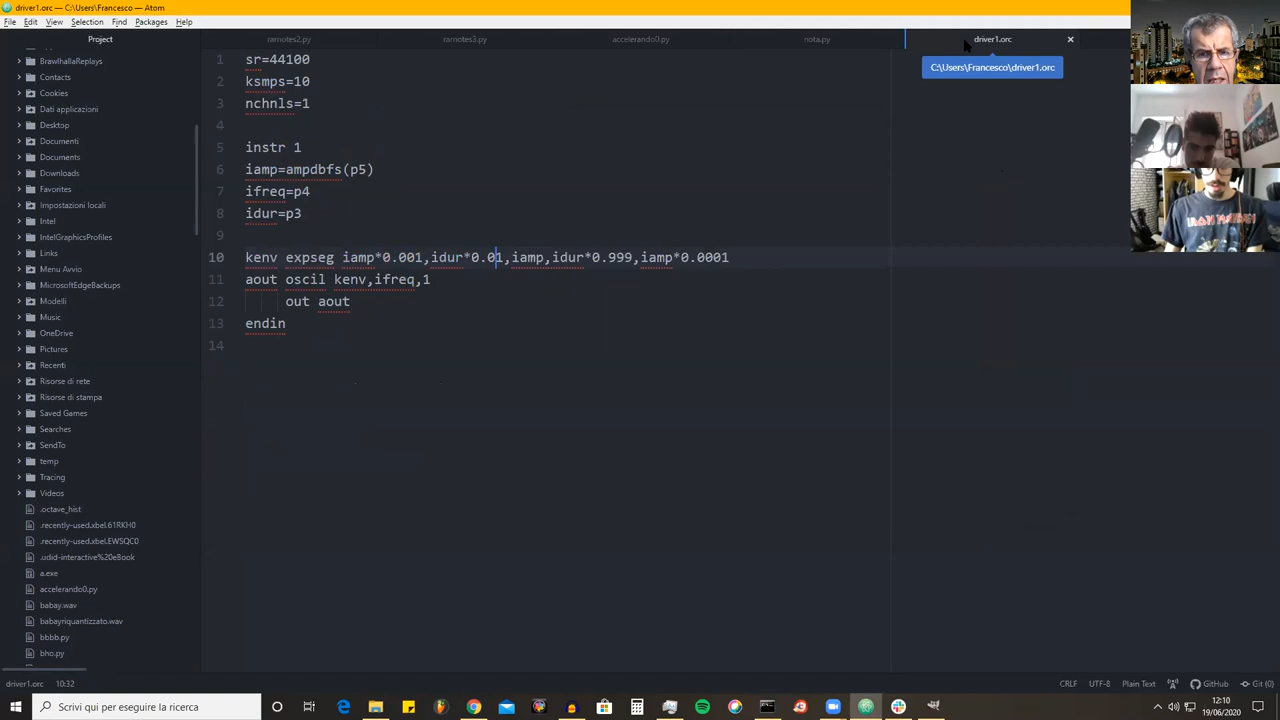 driver1.orc — C:\Users\Francesco — Atom
File Edit View Selection Find Packages Help
Project
ramotes2.py
ramotes3.py
accelerando0.py
nota.py
driver1.orc
C:\Users\Francesco\driver1.orc
BrawlhallaReplays
Contacts
Cookies
Dati applicazioni
Desktop
Documenti
Documents
Downloads
Favorites
Impostazioni locali
Intel
IntelGraphicsProfiles
Links
Menu Avvio
MicrosoftEdgeBackups
Music
OneDrive
Pictures
Recenti
Risorse di rete
Risorse di stampa
Saved Games
Searches
SendTo
temp
Tracing
Videos
.octave_hist
.recently-used.xbel.61RKH0
.recently-used.xbel.EWSQC0
.udid-interactive%20eBook
a.exe
accelerando0.py
babay.wav
babayriquantizzato.wav
bbbb.py
bho.py
1 sr=44100
2 ksmps=10
3 nchnls=1
4
5 instr 1
6 iamp=ampdbfs(p5)
7 ifreq=p4
8 idur=p3
9
10 kenv expseg iamp*0.001,idur*0.01,iamp,idur*0.999,iamp*0.0001
11 aout oscil kenv,ifreq,1
12 out aout
13 endin
14
driver1.orc 10:32
CRLF UTF-8 Plain Text GitHub Git (0)
Scrivi qui per eseguire la ricerca
12:10
19/06/2020
IRON MAIDEN